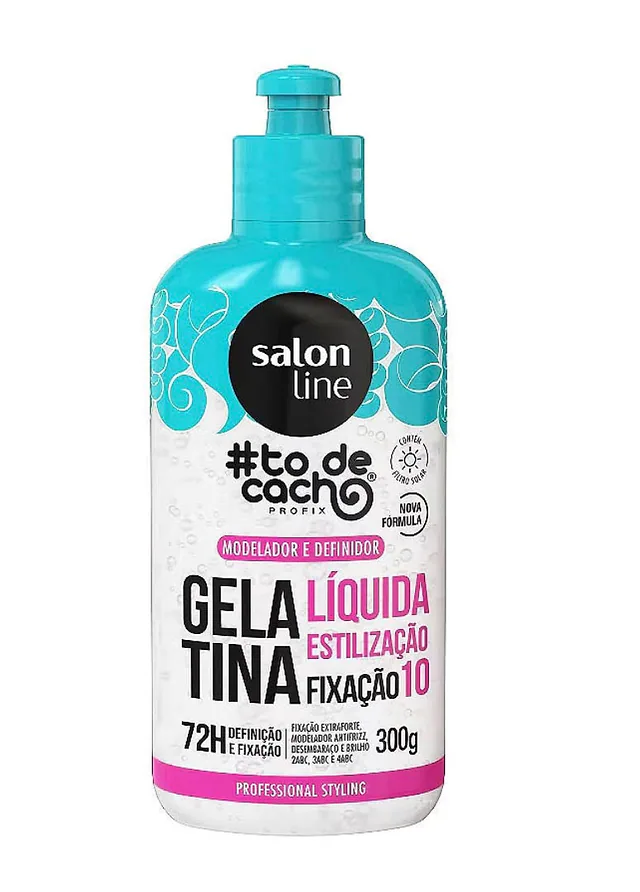 salon
line
#to de
cacho®
PROFIX
CONTÉM
FILTRO SOLAR
NOVA
FÓRMULA
MODELADOR E DEFINIDOR
GELA
TINA
LÍQUIDA
ESTILIZAÇÃO
FIXAÇÃO 10
72H DEFINIÇÃO
E FIXAÇÃO
FIXAÇÃO EXTRAFORTE,
MODELADOR ANTIFRIZZ,
DESEMBARAÇO E BRILHO
2ABC, 3ABC E 4ABC
300g
PROFESSIONAL STYLING